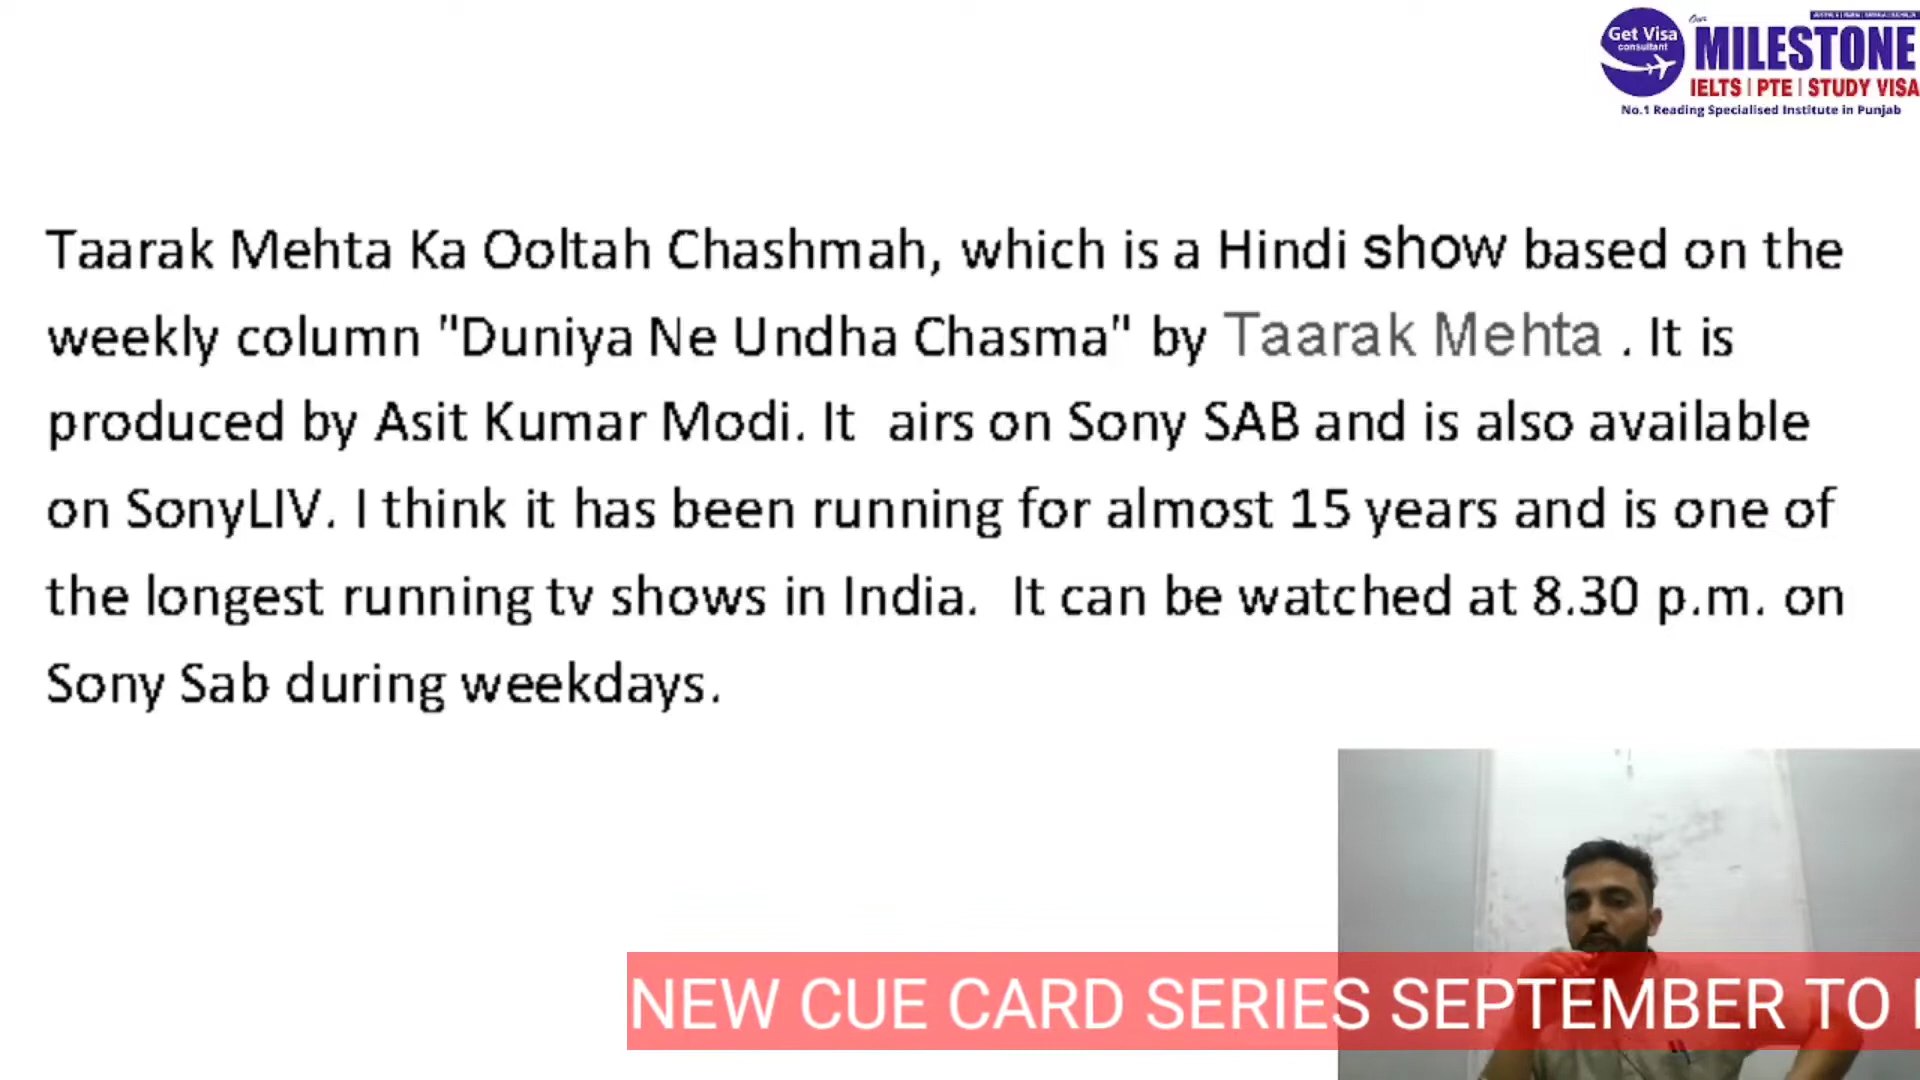 Get Visa
consultant
Our
MILESTONE
IELTS | PTE | STUDY VISA
No.1 Reading Specialised Institute in Punjab
Taarak Mehta Ka Ooltah Chashmah, which is a Hindi show based on the
weekly column "Duniya Ne Undha Chasma" by Taarak Mehta . It is
produced by Asit Kumar Modi. It  airs on Sony SAB and is also available
on SonyLIV. I think it has been running for almost 15 years and is one of
the longest running tv shows in India.  It can be watched at 8.30 p.m. on
Sony Sab during weekdays.
NEW CUE CARD SERIES SEPTEMBER TO